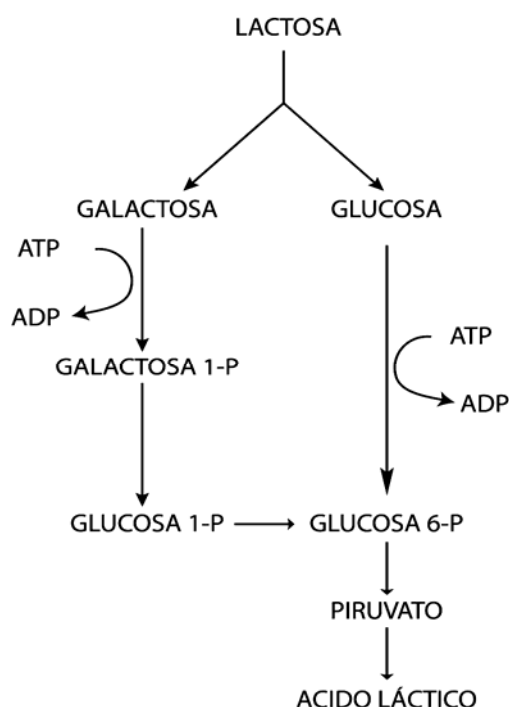 LACTOSA
GALACTOSA
GLUCOSA
ATP
ADP
ATP
ADP
GALACTOSA 1-P
GLUCOSA 1-P
GLUCOSA 6-P
PIRUVATO
ACIDO LÁCTICO